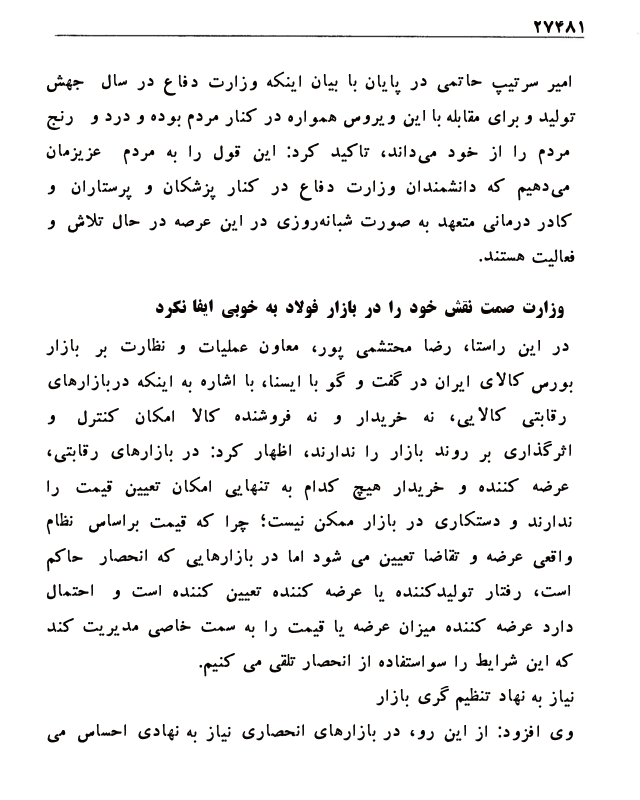 ۲۷۴۸۱
امیر سرتیپ حاتمی در پایان با بیان اینکه وزارت دفاع در سال جهش
تولید و برای مقابله با این ویروس همواره در کنار مردم بوده و درد و رنج
مردم را از خود می‌داند، تاکید کرد: این قول را به مردم عزیزمان
می‌دهیم که دانشمندان وزارت دفاع در کنار پزشکان و پرستاران و
کادر درمانی متعهد به صورت شبانه‌روزی در این عرصه در حال تلاش و
فعالیت هستند.
وزارت صمت نقش خود را در بازار فولاد به خوبی ایفا نکرد
در این راستا، رضا محتشمی پور، معاون عملیات و نظارت بر بازار
بورس کالای ایران در گفت و گو با ایسنا، با اشاره به اینکه دربازارهای
رقابتی کالایی، نه خریدار و نه فروشنده کالا امکان کنترل و
اثرگذاری بر روند بازار را ندارند، اظهار کرد: در بازارهای رقابتی،
عرضه کننده و خریدار هیچ کدام به تنهایی امکان تعیین قیمت را
ندارند و دستکاری در بازار ممکن نیست؛ چرا که قیمت براساس نظام
واقعی عرضه و تقاضا تعیین می شود اما در بازارهایی که انحصار حاکم
است، رفتار تولیدکننده یا عرضه کننده تعیین کننده است و احتمال
دارد عرضه کننده میزان عرضه یا قیمت را به سمت خاصی مدیریت کند
که این شرایط را سواستفاده از انحصار تلقی می کنیم.
نیاز به نهاد تنظیم گری بازار
وی افزود: از این رو، در بازارهای انحصاری نیاز به نهادی احساس می